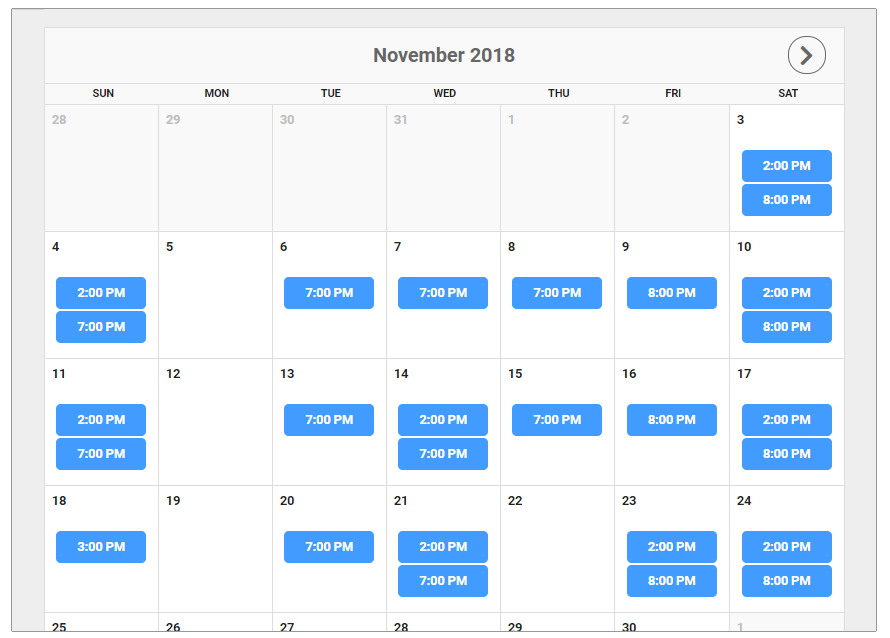 November 2018
SUN MON TUE WED THU FRI SAT
28 29 30 31 1 2 3
2:00 PM
8:00 PM
4 5 6 7 8 9 10
2:00 PM 7:00 PM 7:00 PM 7:00 PM 8:00 PM 2:00 PM
7:00 PM 8:00 PM
11 12 13 14 15 16 17
2:00 PM 7:00 PM 2:00 PM 7:00 PM 8:00 PM 2:00 PM
7:00 PM 7:00 PM 8:00 PM
18 19 20 21 22 23 24
3:00 PM 7:00 PM 2:00 PM 2:00 PM 2:00 PM
7:00 PM 8:00 PM 8:00 PM
25 26 27 28 29 30 1